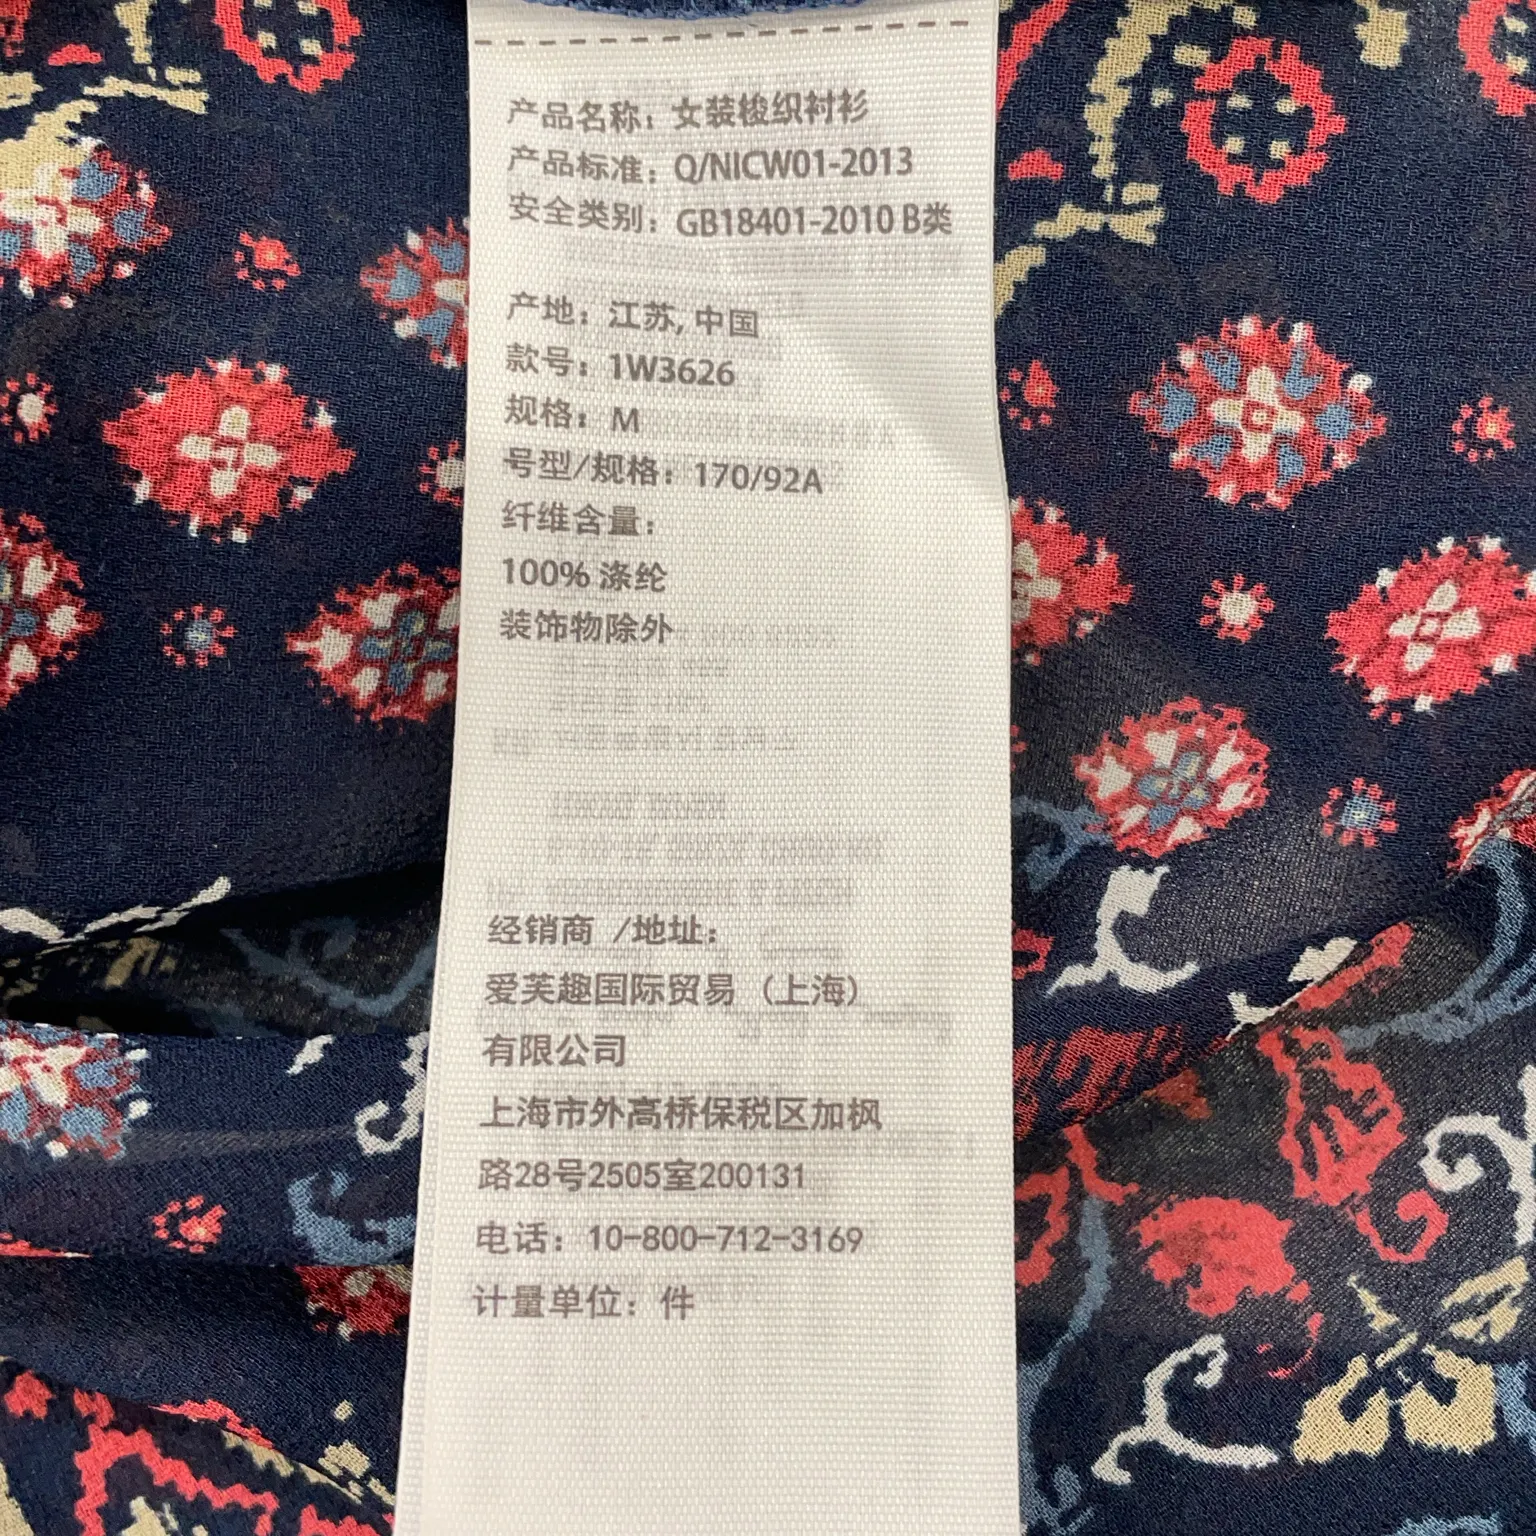 产品名称：女装梭织衬衫
产品标准：Q/NICW01-2013
安全类别：GB18401-2010 B类
产地：江苏, 中国
款号：1W3626
规格：M
号型/规格：170/92A
纤维含量：
100% 涤纶
装饰物除外
经销商 /地址：
爱芙趣国际贸易（上海）
有限公司
上海市外高桥保税区加枫
路28号2505室200131
电话：10-800-712-3169
计量单位：件